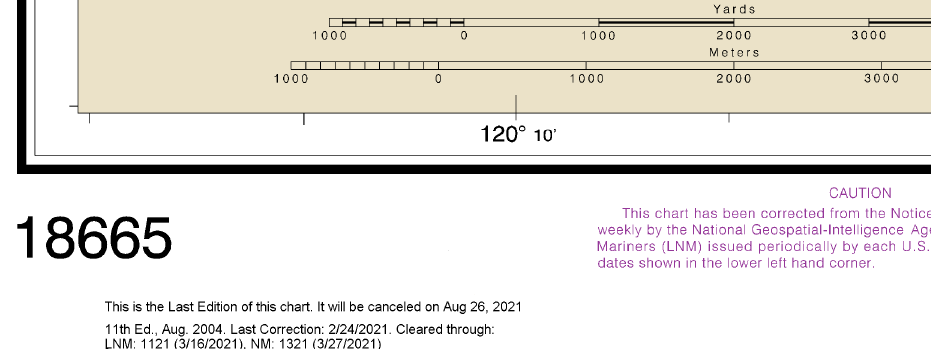 Yards
1000 0 1000 2000 3000
Meters
1000 0 1000 2000 3000
120° 10'
CAUTION
This chart has been corrected from the Notice
weekly by the National Geospatial-Intelligence Age
Mariners (LNM) issued periodically by each U.S.
dates shown in the lower left hand corner.
18665
This is the Last Edition of this chart. It will be canceled on Aug 26, 2021
11th Ed., Aug. 2004. Last Correction: 2/24/2021. Cleared through:
LNM: 1121 (3/16/2021), NM: 1321 (3/27/2021)